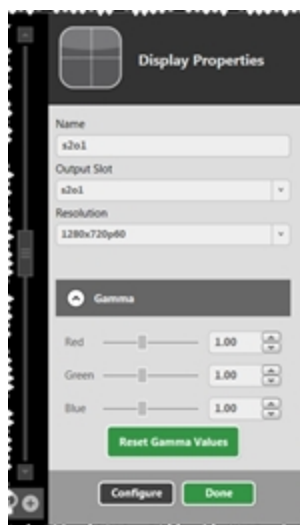 Display Properties
Name
s2o1
Output Slot
s2o1
Resolution
1280x720p60
Gamma
Red 1.00
Green 1.00
Blue 1.00
Reset Gamma Values
Configure Done